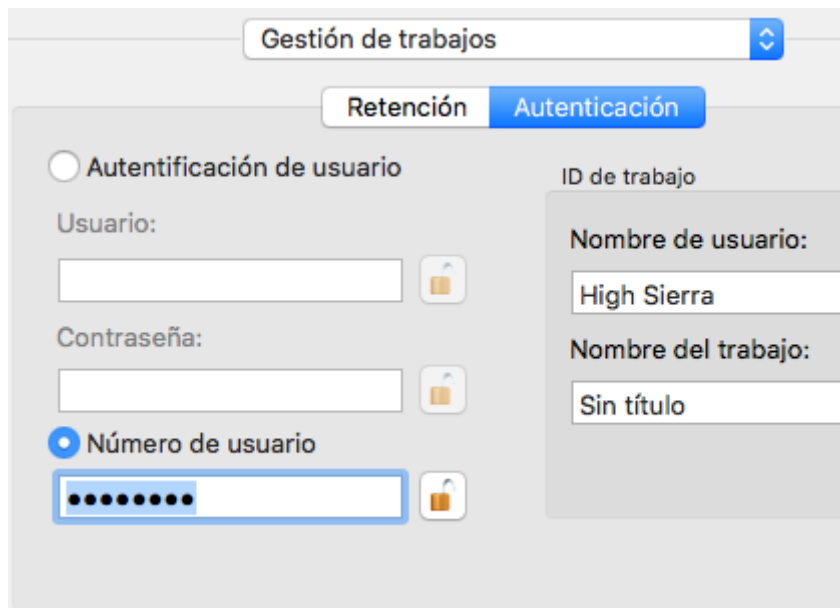 Gestión de trabajos
Retención
Autenticación
Autentificación de usuario
Usuario:
Contraseña:
Número de usuario
••••••••
ID de trabajo
Nombre de usuario:
High Sierra
Nombre del trabajo:
Sin título